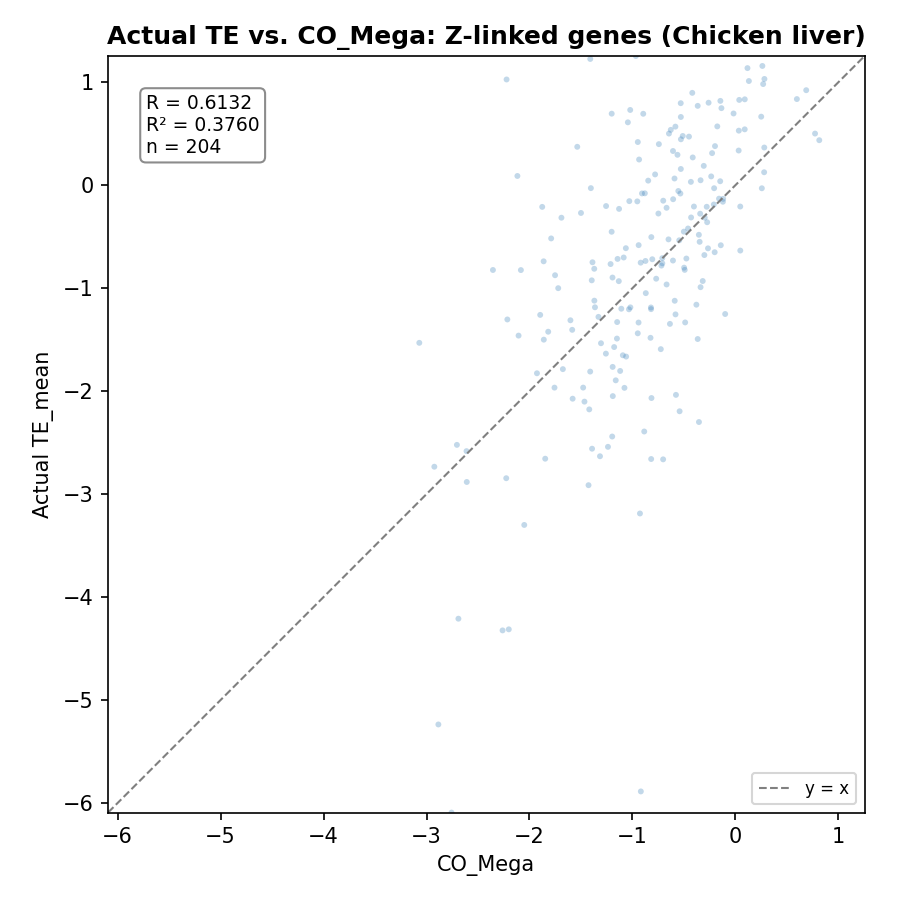 Actual TE vs. CO_Mega: Z-linked genes (Chicken liver)
R = 0.6132
R² = 0.3760
n = 204
1
0
−1
−2
−3
−4
−5
−6
Actual TE_mean
y = x
−6 −5 −4 −3 −2 −1 0 1
CO_Mega